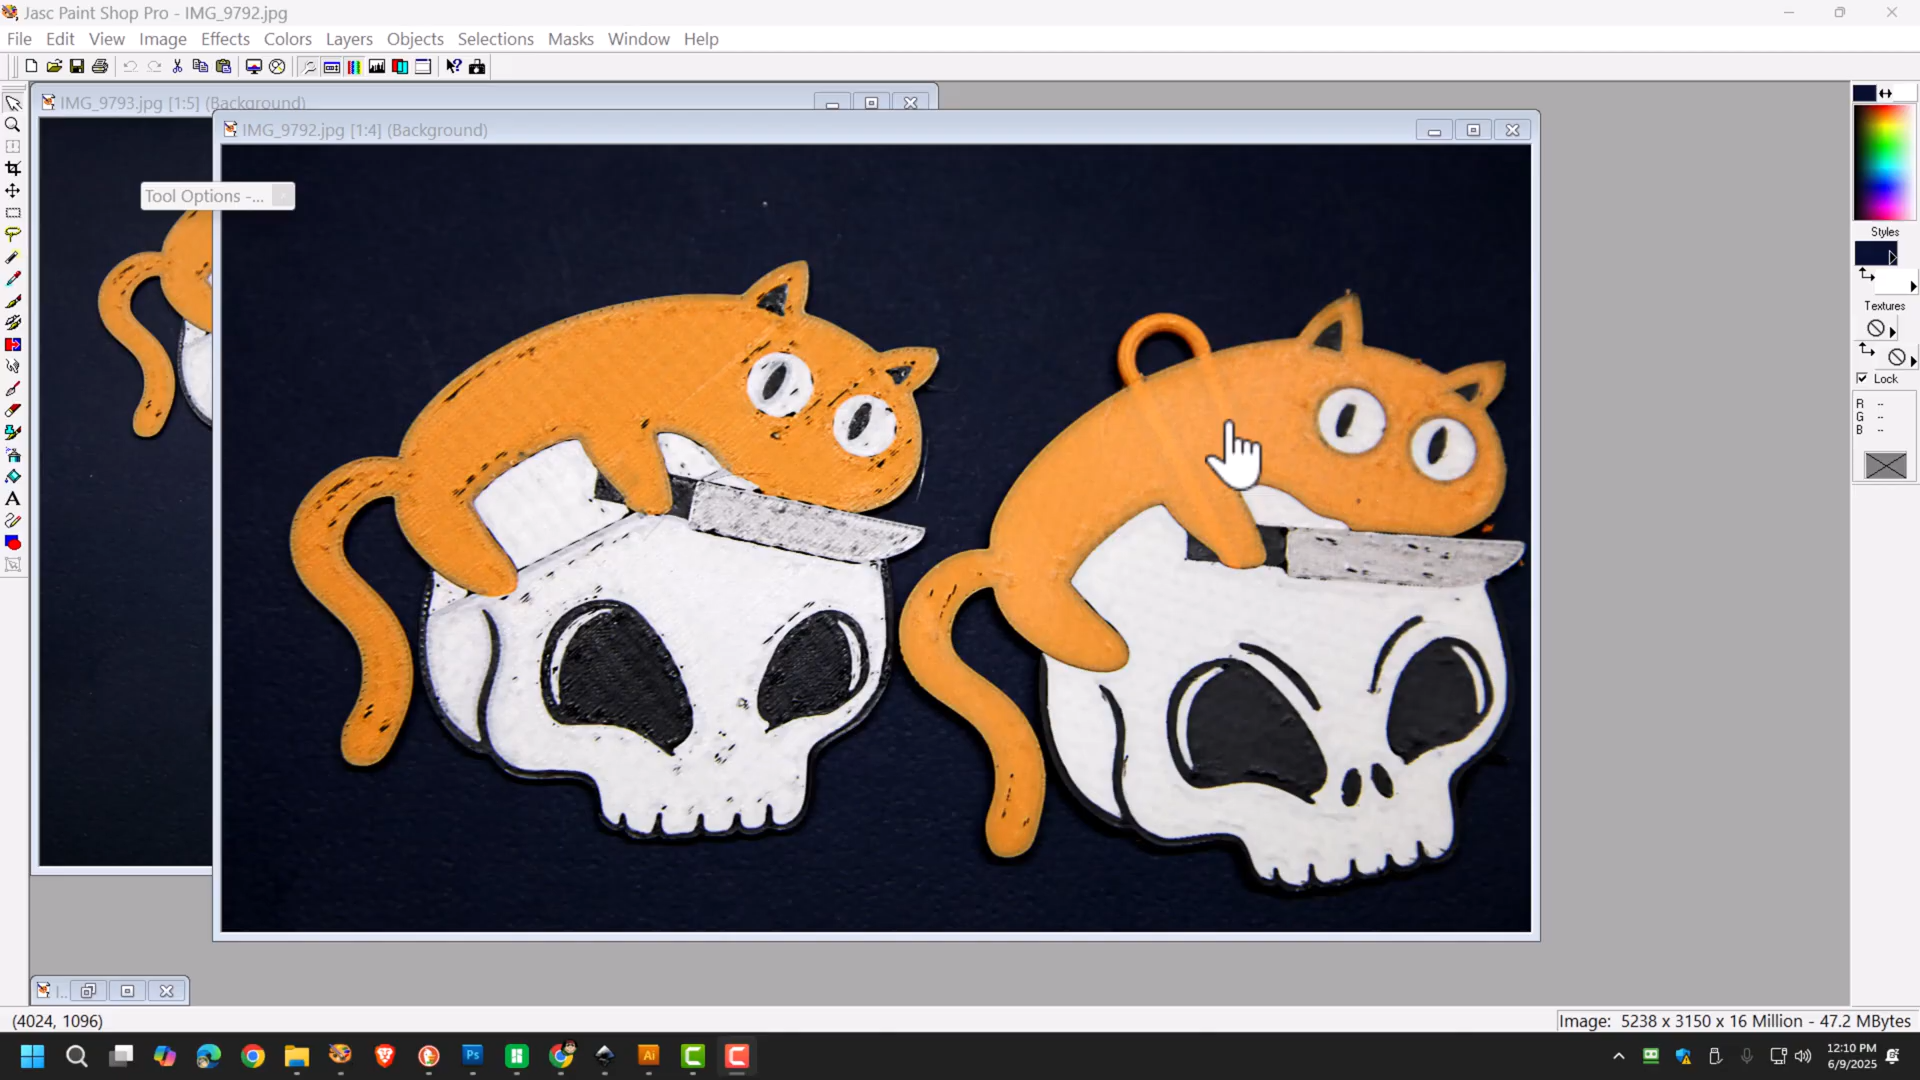 Jasc Paint Shop Pro - IMG_9792.jpg
File Edit View Image Effects Colors Layers Objects Selections Masks Window Help
IMG_9793.jpg [1:5] (Background)
IMG_9792.jpg [1:4] (Background)
Tool Options -...
Styles
Textures
Lock
R --
G --
B --
A
I..
(4024, 1096)
Image: 5238 x 3150 x 16 Million - 47.2 MBytes
Ps
Ai
12:10 PM
6/9/2025